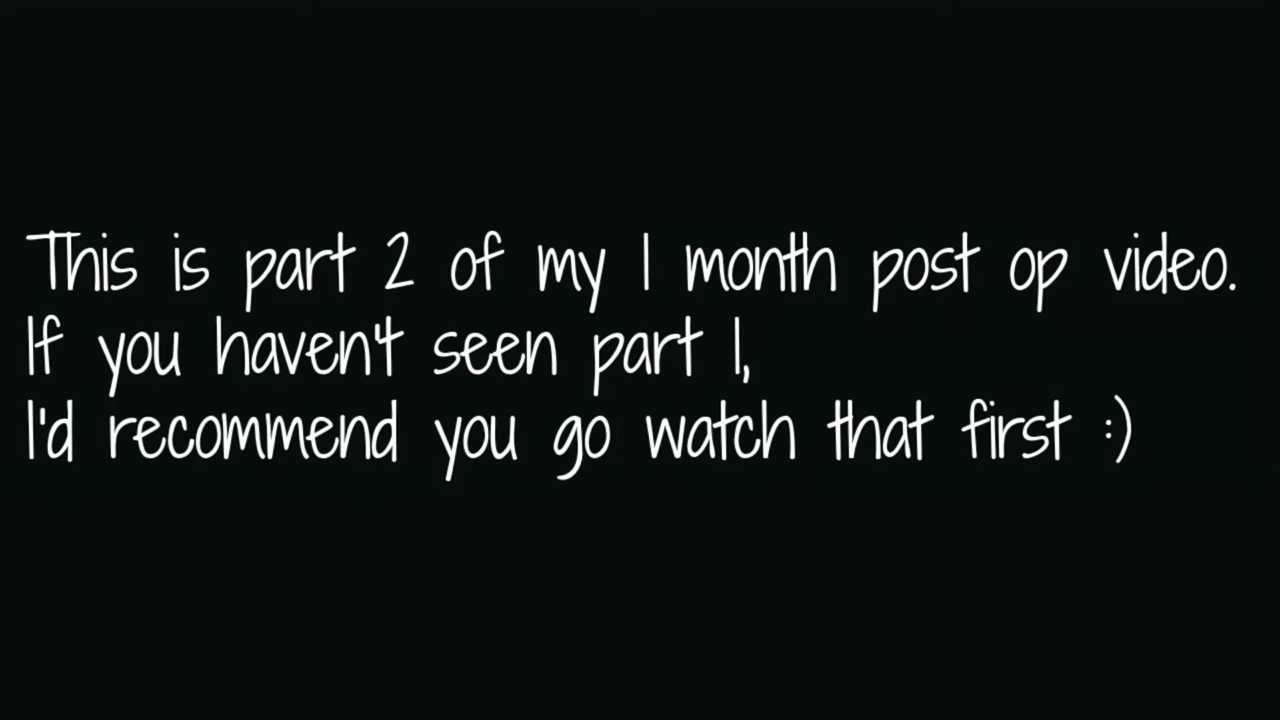 This is part 2 of my 1 month post op video.
If you haven't seen part 1,
I'd recommend you go watch that first :)